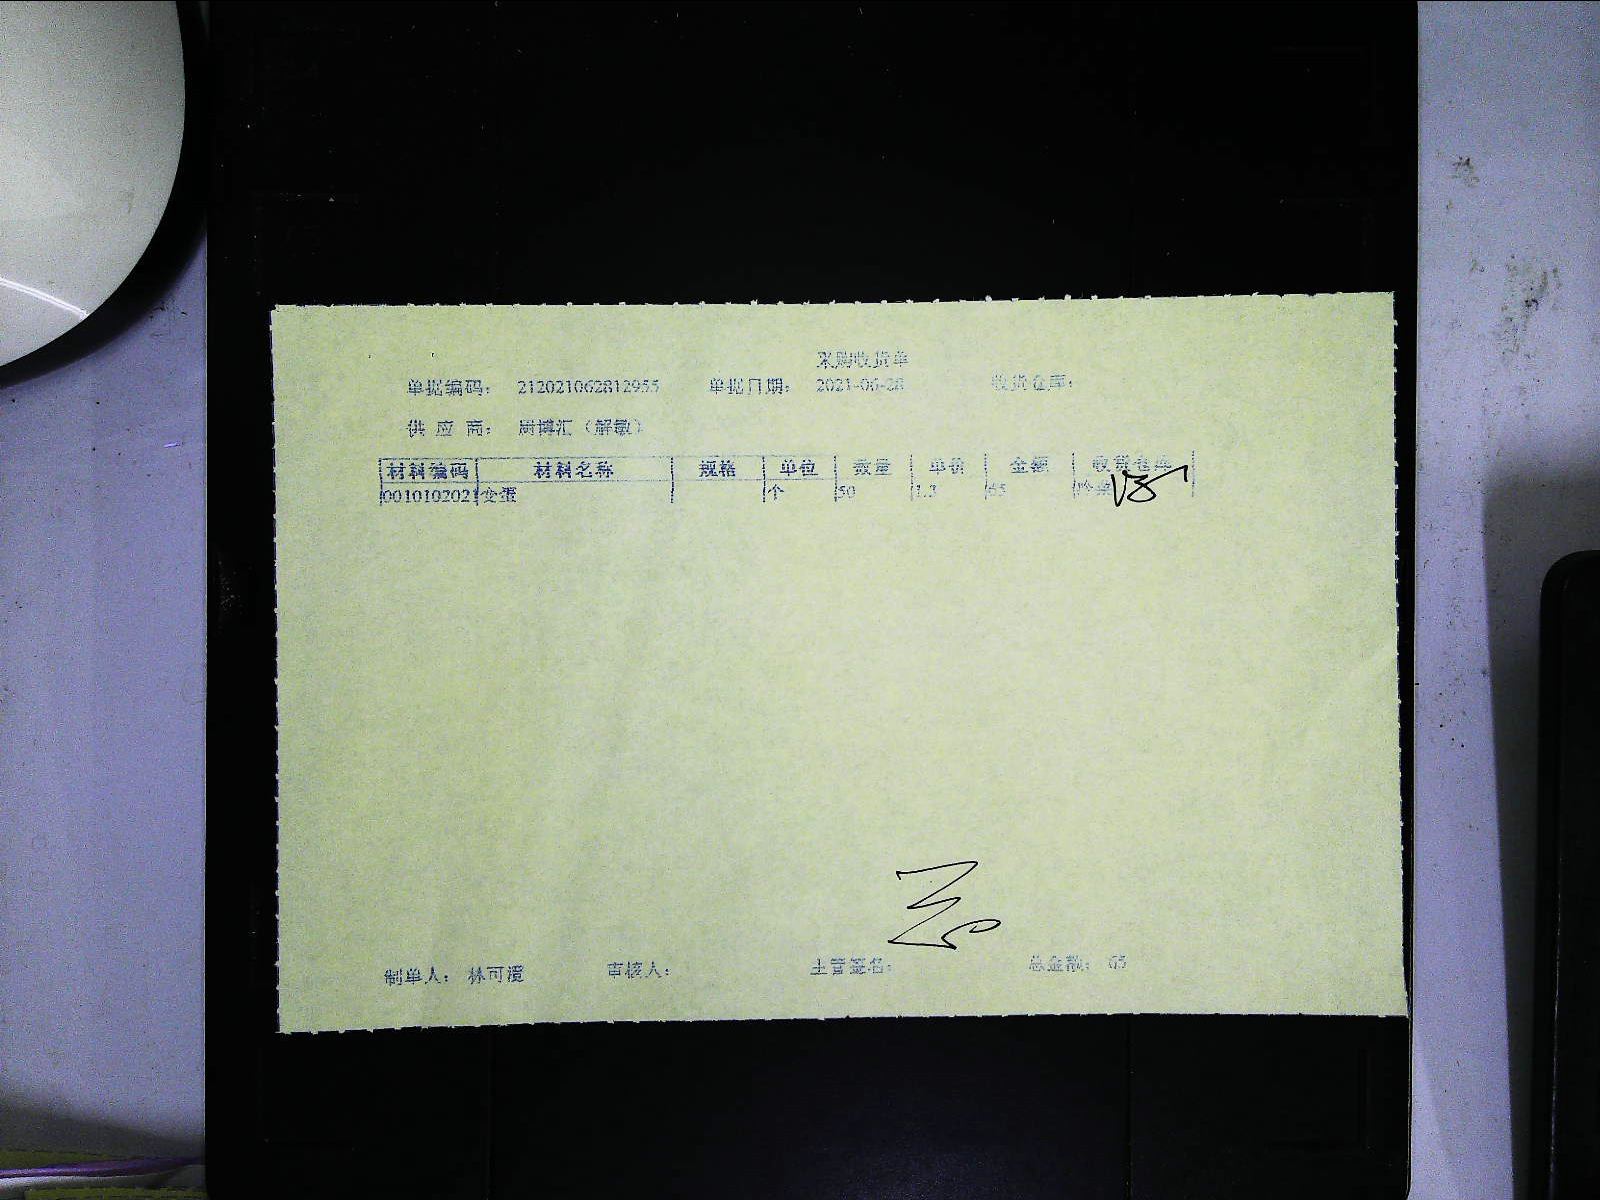 采购收货单
单据编码： 212021062812955 单据日期： 2021-06-28 收货仓库：
供 应 商： 厨博汇（解敏）
材料编码 材料名称 规格 单位 数量 单价 金额 收货仓库
0010102021 变蛋 个 50 1.3 65
制单人： 林可 审核人： 主管签名： 总金额： 65